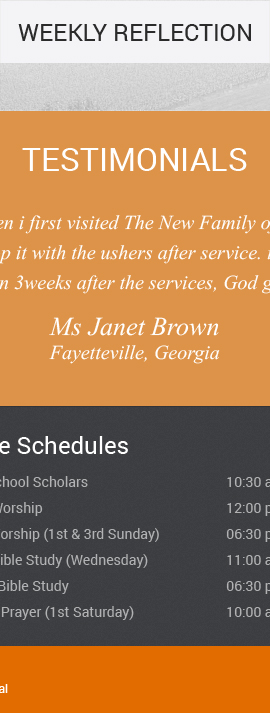 WEEKLY REFLECTION
TESTIMONIALS
en i first visited The New Family o
p it with the ushers after service.
n 3weeks after the services, God g
Ms Janet Brown
Fayetteville, Georgia
e Schedules
chool Scholars 10:30 a
Worship 12:00 p
orship (1st & 3rd Sunday) 06:30 p
ible Study (Wednesday) 11:00 a
Bible Study 06:30 p
Prayer (1st Saturday) 10:00 a
al